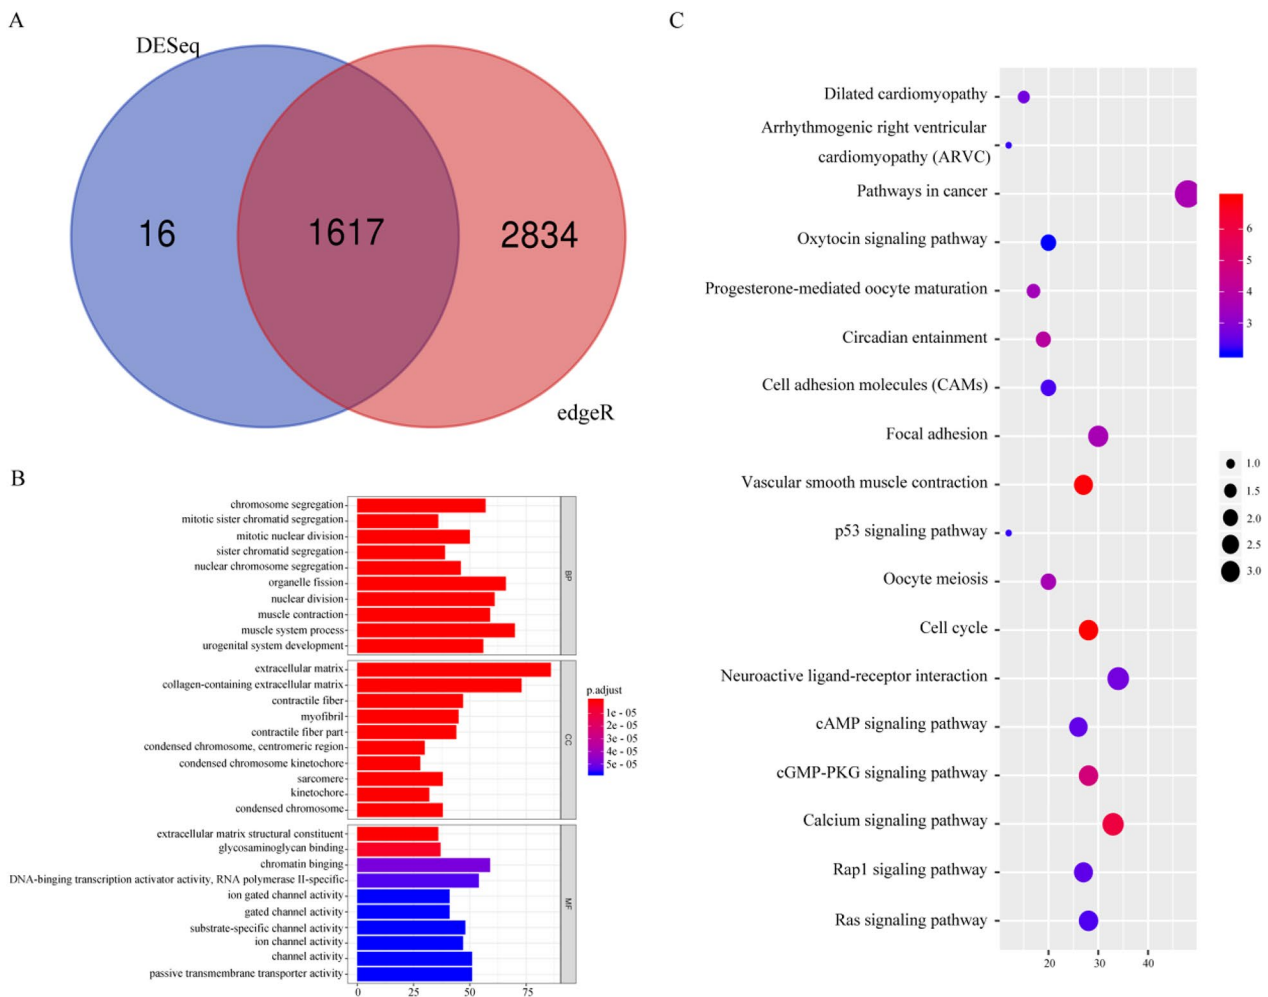 A
DESeq
16
1617
2834
edgeR
B
chromosome segregation
mitotic sister chromatid segregation
mitotic nuclear division
sister chromatid segregation
nuclear chromosome segregation
organelle fission
nuclear division
muscle contraction
muscle system process
urogenital system development
BP
extracellular matrix
collagen-containing extracellular matrix
contractile fiber
myofibril
contractile fiber part
condensed chromosome, centromeric region
condensed chromosome kinetochore
sarcomere
kinetochore
condensed chromosome
CC
extracellular matrix structural constituent
glycosaminoglycan binding
chromatin binging
DNA-binging transcription activator activity, RNA polymerase II-specific
ion gated channel activity
gated channel activity
substrate-specific channel activity
ion channel activity
channel activity
passive transmembrane transporter activity
MF
0 25 50 75
p.adjust
1e - 05
2e - 05
3e - 05
4e - 05
5e - 05
C
Dilated cardiomyopathy
Arrhythmogenic right ventricular
cardiomyopathy (ARVC)
Pathways in cancer
Oxytocin signaling pathway
Progesterone-mediated oocyte maturation
Circadian entainment
Cell adhesion molecules (CAMs)
Focal adhesion
Vascular smooth muscle contraction
p53 signaling pathway
Oocyte meiosis
Cell cycle
Neuroactive ligand-receptor interaction
cAMP signaling pathway
cGMP-PKG signaling pathway
Calcium signaling pathway
Rap1 sigaling pathway
Ras signaling pathway
20 30 40
6
5
4
3
1.0
1.5
2.0
2.5
3.0